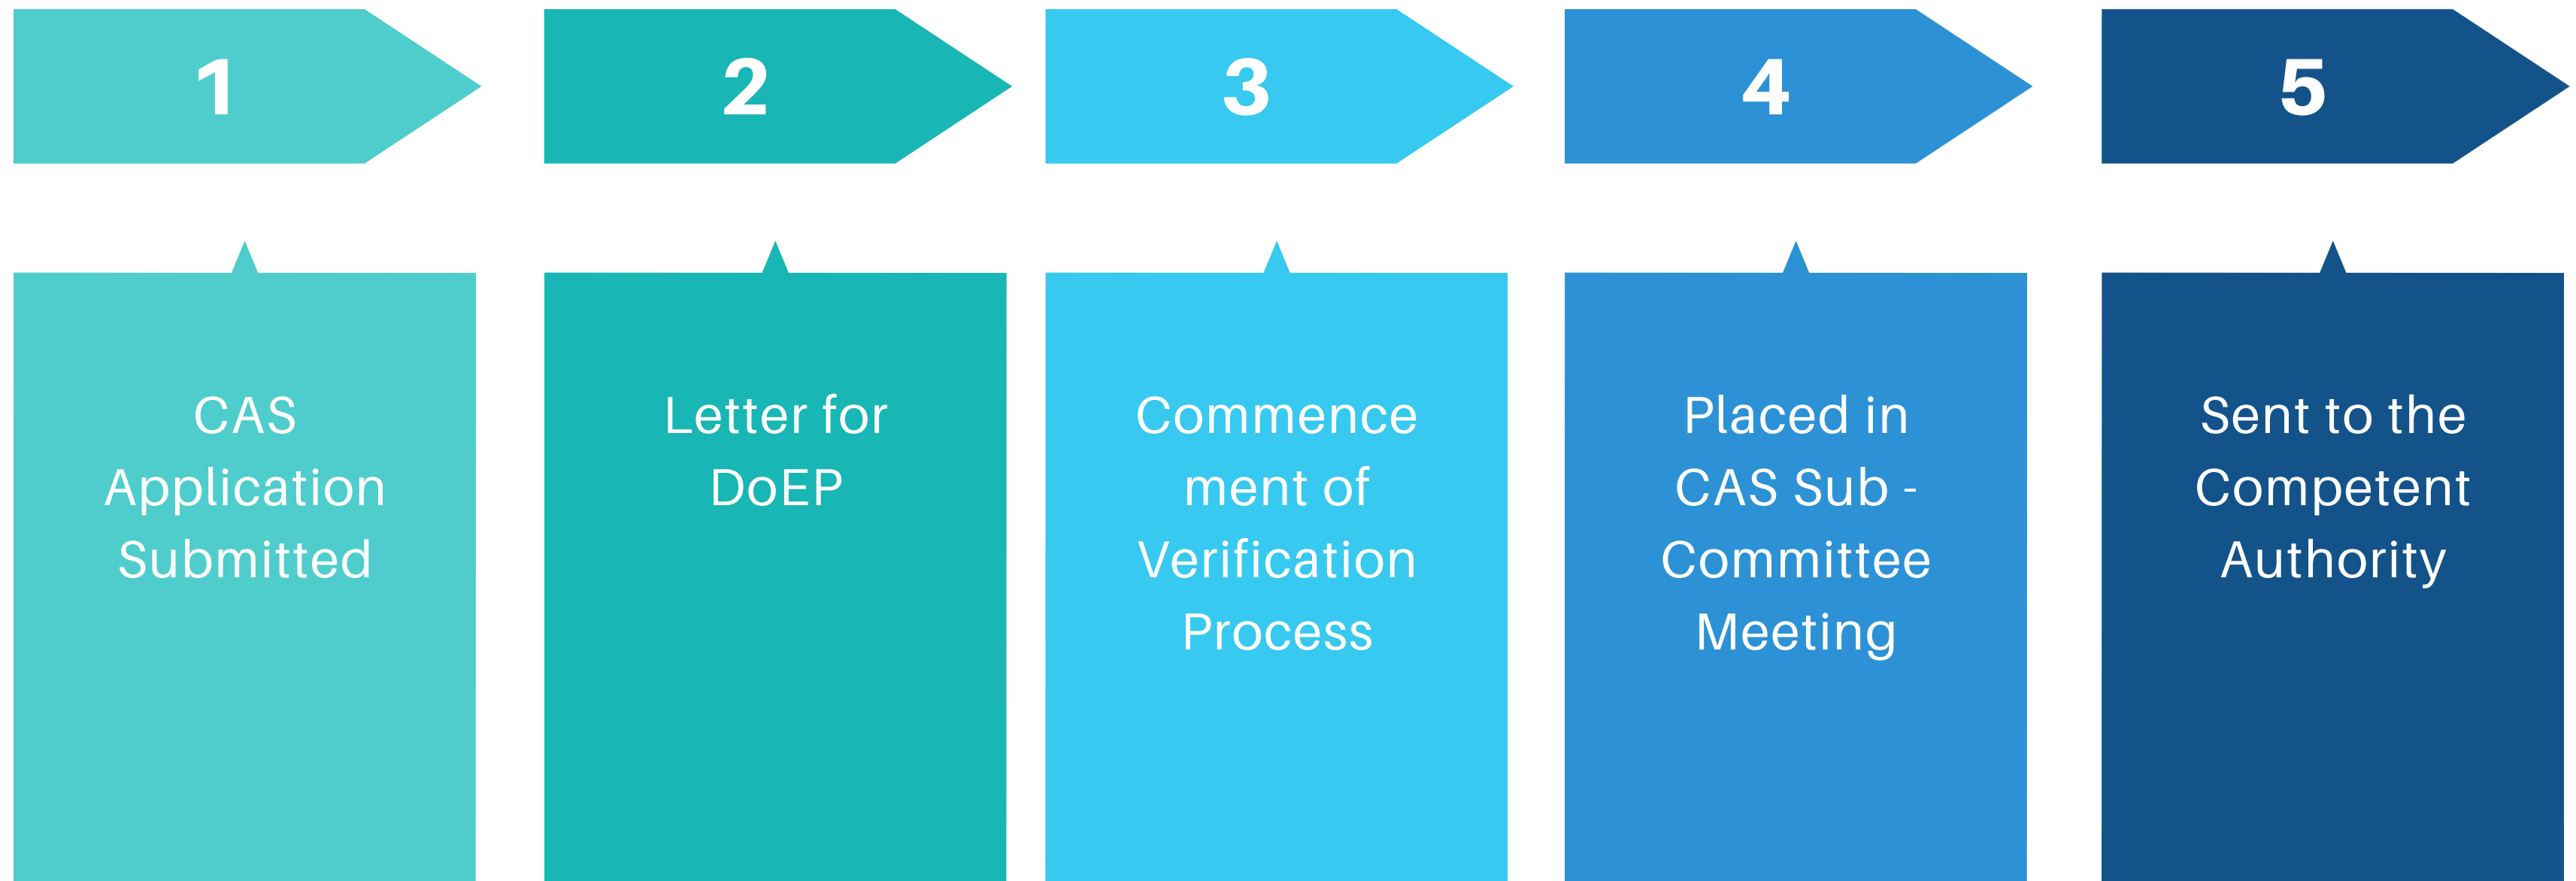 1
2
3
4
5
CAS
Application
Submitted
Letter for
DoEP
Commence
ment of
Verification
Process
Placed in
CAS Sub -
Committee
Meeting
Sent to the
Competent
Authority